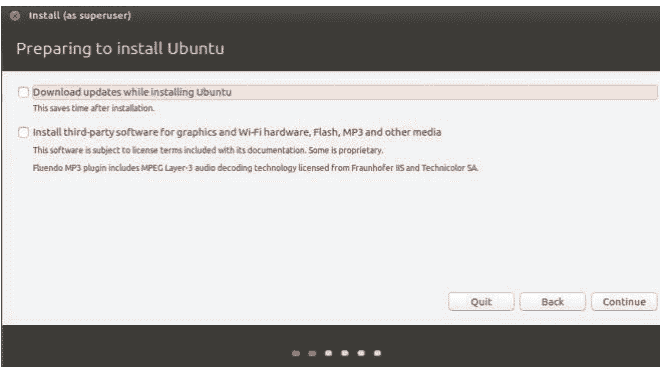 Install (as superuser)
Preparing to install Ubuntu
Download updates while installing Ubuntu
This saves time after installation.
Install third-party software for graphics and Wi-Fi hardware, Flash, MP3 and other media
This software is subject to license terms included with its documentation. Some is proprietary.
Fluendo MP3 plugin includes MPEG Layer-3 audio decoding technology licensed from Fraunhofer IIS and Technicolor SA.
Quit Back Continue